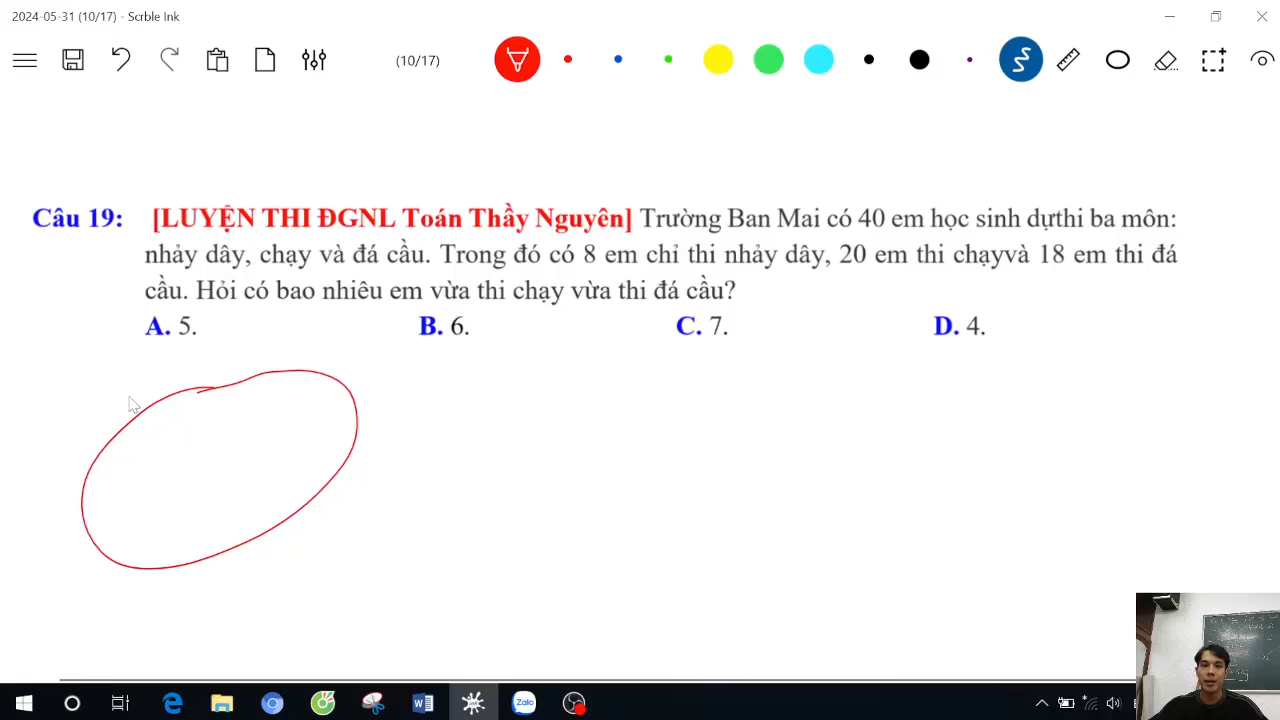 2024-05-31 (10/17) - Scrble Ink
(10/17)
Câu 19: [LUYỆN THI ĐGNL Toán Thầy Nguyên] Trường Ban Mai có 40 em học sinh dựthi ba môn:
nhảy dây, chạy và đá cầu. Trong đó có 8 em chỉ thi nhảy dây, 20 em thi chạyvà 18 em thi đá
cầu. Hỏi có bao nhiêu em vừa thi chạy vừa thi đá cầu?
A. 5. B. 6. C. 7. D. 4.
Zalo